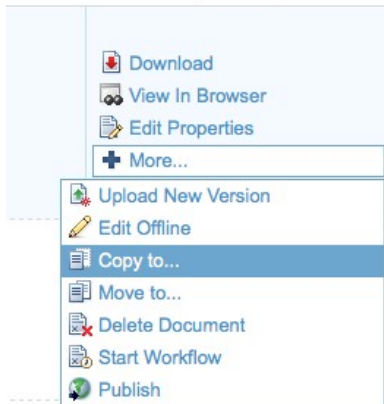 Download
View In Browser
Edit Properties
More...
Upload New Version
Edit Offline
Copy to...
Move to...
Delete Document
Start Workflow
Publish